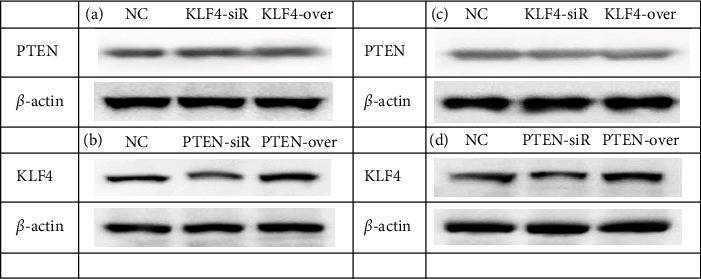 (a) NC KLF4-siR KLF4-over
PTEN
β-actin
(b) NC PTEN-siR PTEN-over
KLF4
β-actin
(c) NC KLF4-siR KLF4-over
PTEN
β-actin
(d) NC PTEN-siR PTEN-over
KLF4
β-actin